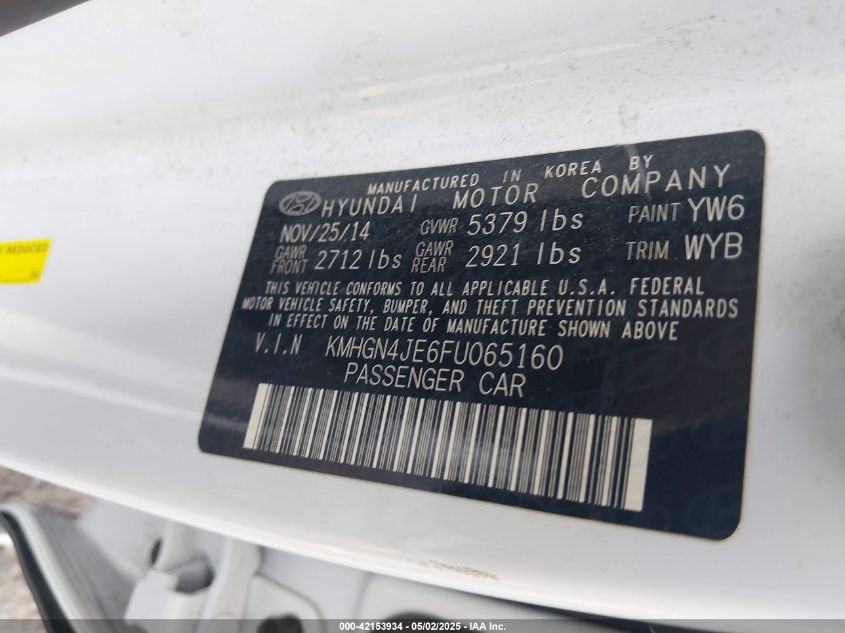 REDUCED
MANUFACTURED IN KOREA BY
HYUNDAI MOTOR COMPANY
NOV/25/14 GVWR 5379 lbs PAINT YW6
GAWR FRONT 2712 lbs GAWR REAR 2921 lbs TRIM WYB
THIS VEHICLE CONFORMS TO ALL APPLICABLE U.S.A. FEDERAL
MOTOR VEHICLE SAFETY, BUMPER, AND THEFT PREVENTION STANDARDS
IN EFFECT ON THE DATE OF MANUFACTURE SHOWN ABOVE
V.I.N KMHGN4JE6FU065160
PASSENGER CAR
000-42153934 | 05/02/2025 - IAA Copart